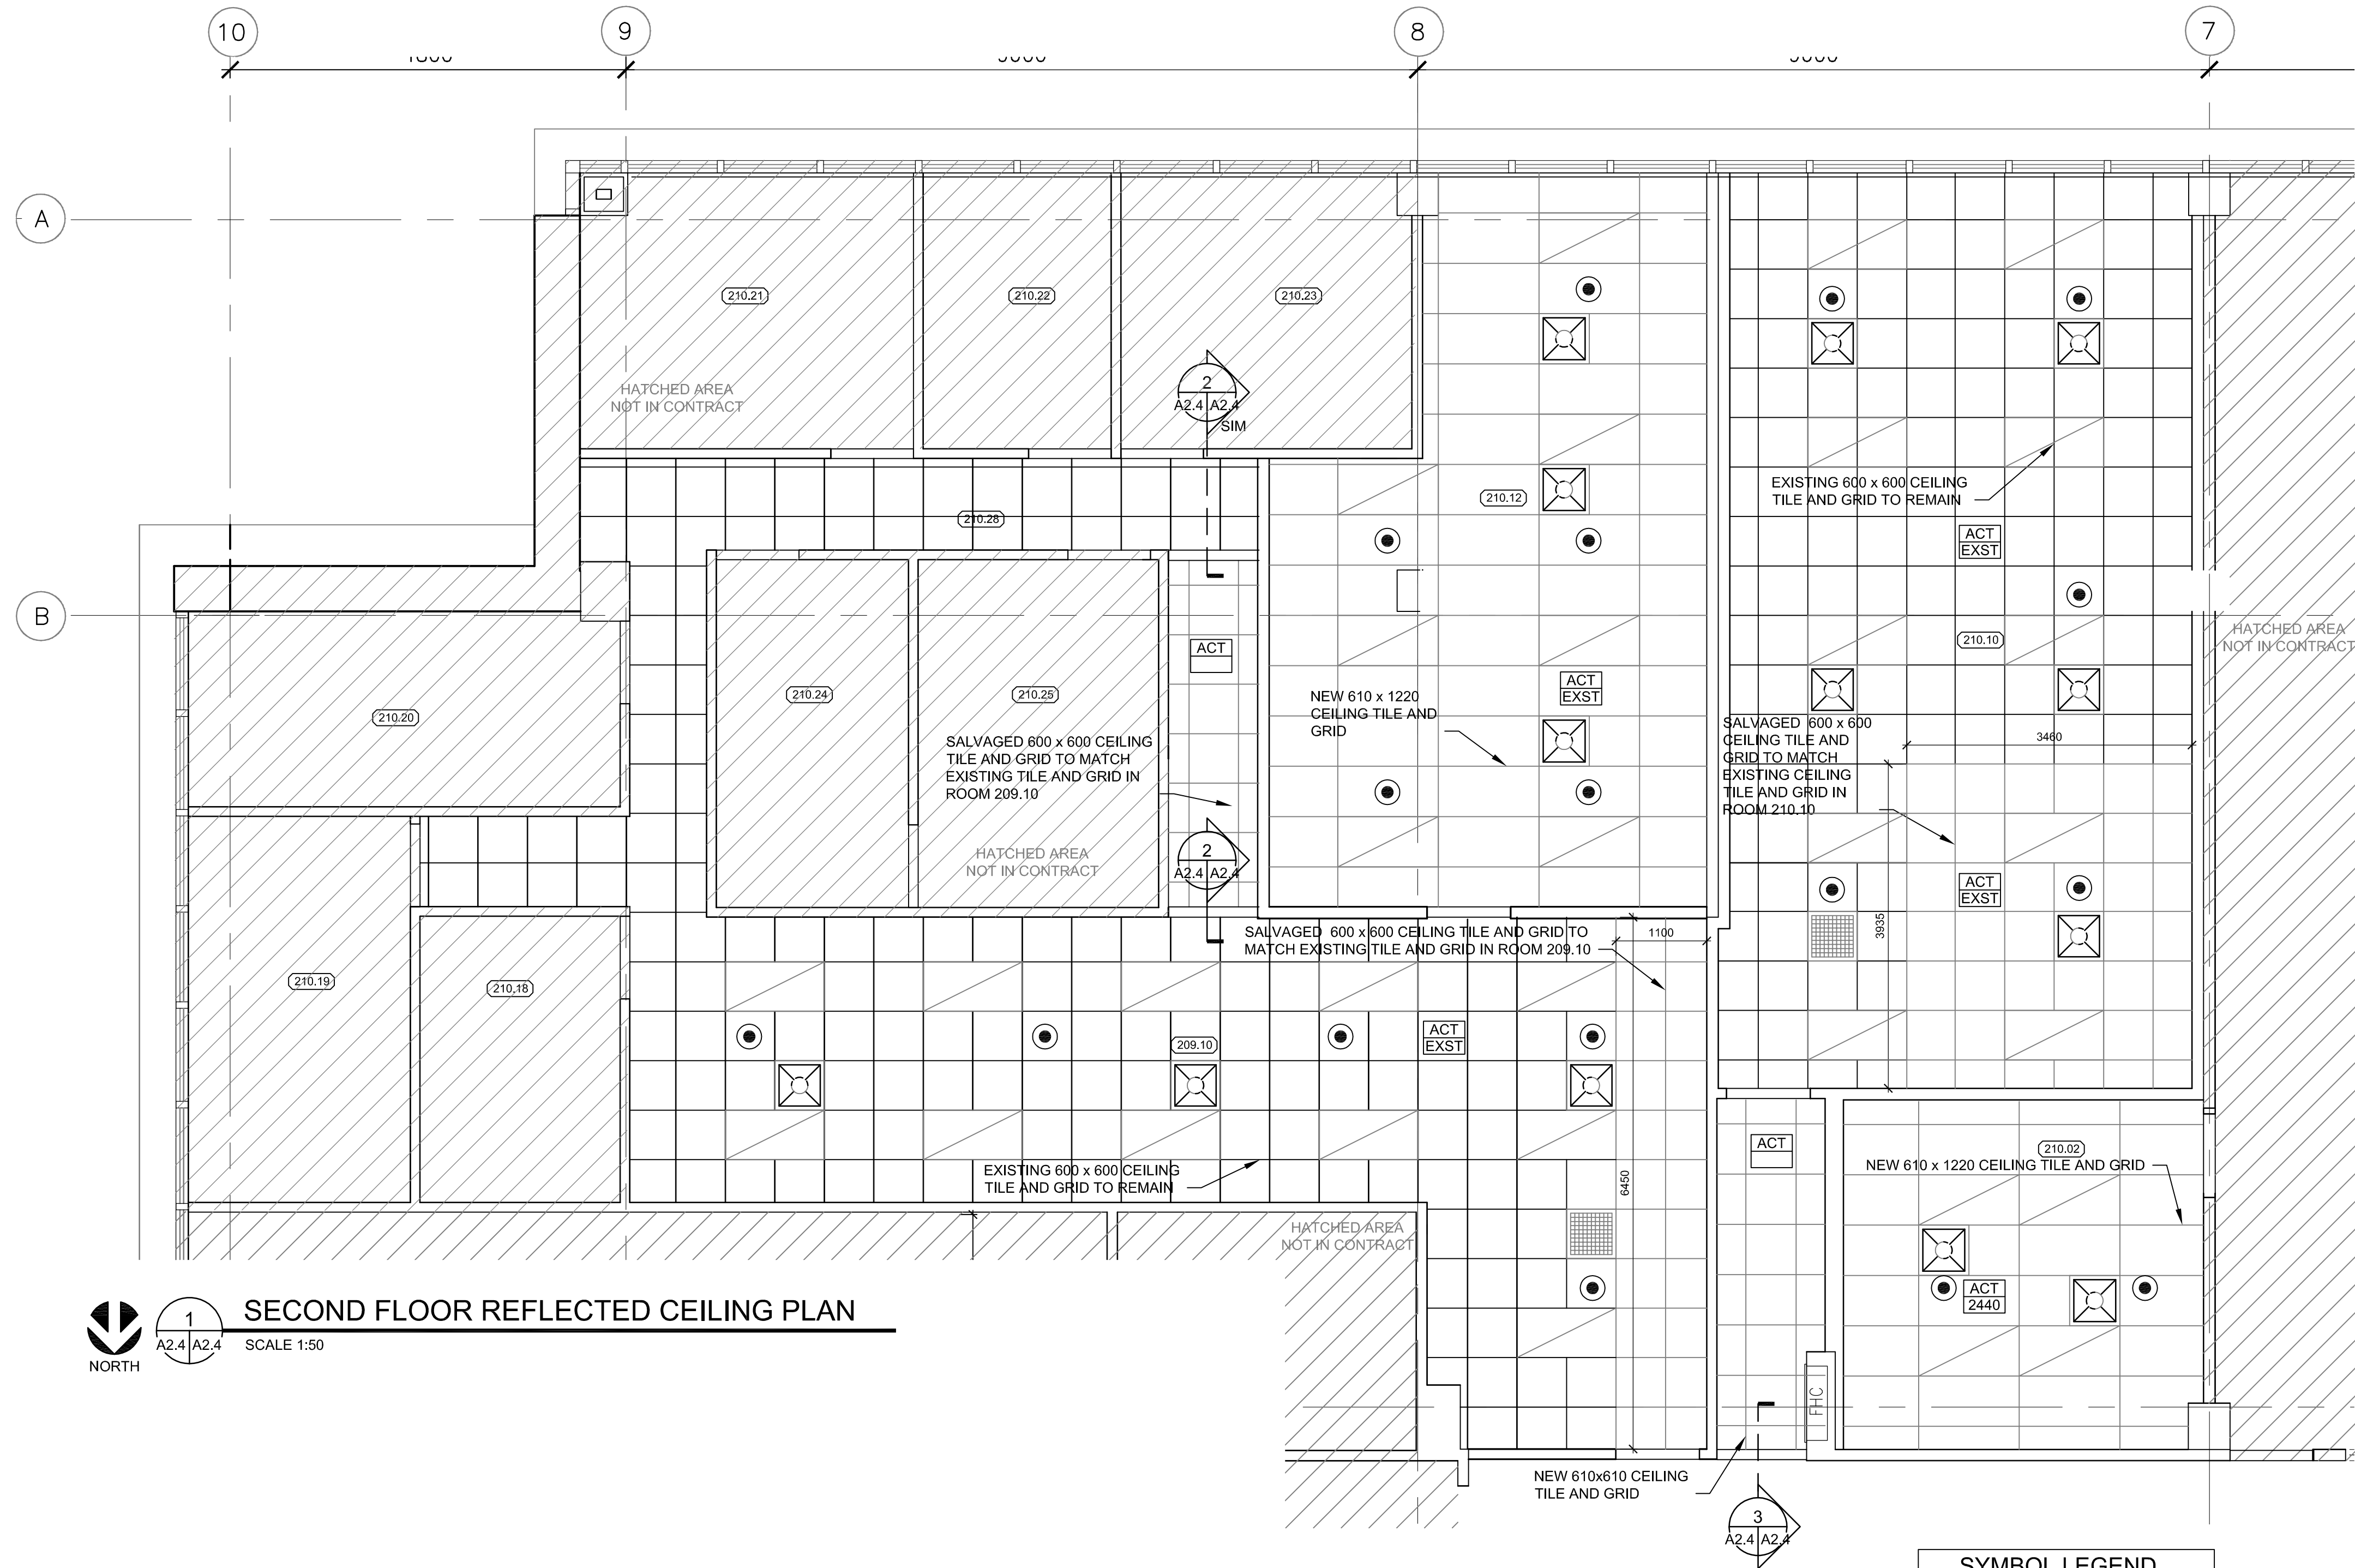 10
9
8
7
A
210.21
210.22
210.23
HATCHED AREA
NOT IN CONTRACT
2
A2.4 A2.4
SIM
210.12
EXISTING 600 x 600 CEILING
TILE AND GRID TO REMAIN
210.28
ACT
EXST
B
HATCHED AREA
NOT IN CONTRACT
210.10
ACT
210.20
210.24
210.25
NEW 610 x 1220
CEILING TILE AND
GRID
ACT
EXST
SALVAGED 600 x 600
CEILING TILE AND
GRID TO MATCH
EXISTING CEILING
TILE AND GRID IN
ROOM 210.10
3460
SALVAGED 600 x 600 CEILING
TILE AND GRID TO MATCH
EXISTING TILE AND GRID IN
ROOM 209.10
HATCHED AREA
NOT IN CONTRACT
2
A2.4 A2.4
ACT
EXST
3935
SALVAGED 600 x 600 CEILING TILE AND GRID TO
MATCH EXISTING TILE AND GRID IN ROOM 209.10
1100
210.19
210.18
209.10
ACT
EXST
EXISTING 600 x 600 CEILING
TILE AND GRID TO REMAIN
6450
ACT
210.02
NEW 610 x 1220 CEILING TILE AND GRID
HATCHED AREA
NOT IN CONTRACT
ACT
2440
NORTH
1
A2.4 A2.4
SECOND FLOOR REFLECTED CEILING PLAN
SCALE 1:50
FHC
NEW 610x610 CEILING
TILE AND GRID
3
A2.4 A2.4
SYMBOL LEGEND